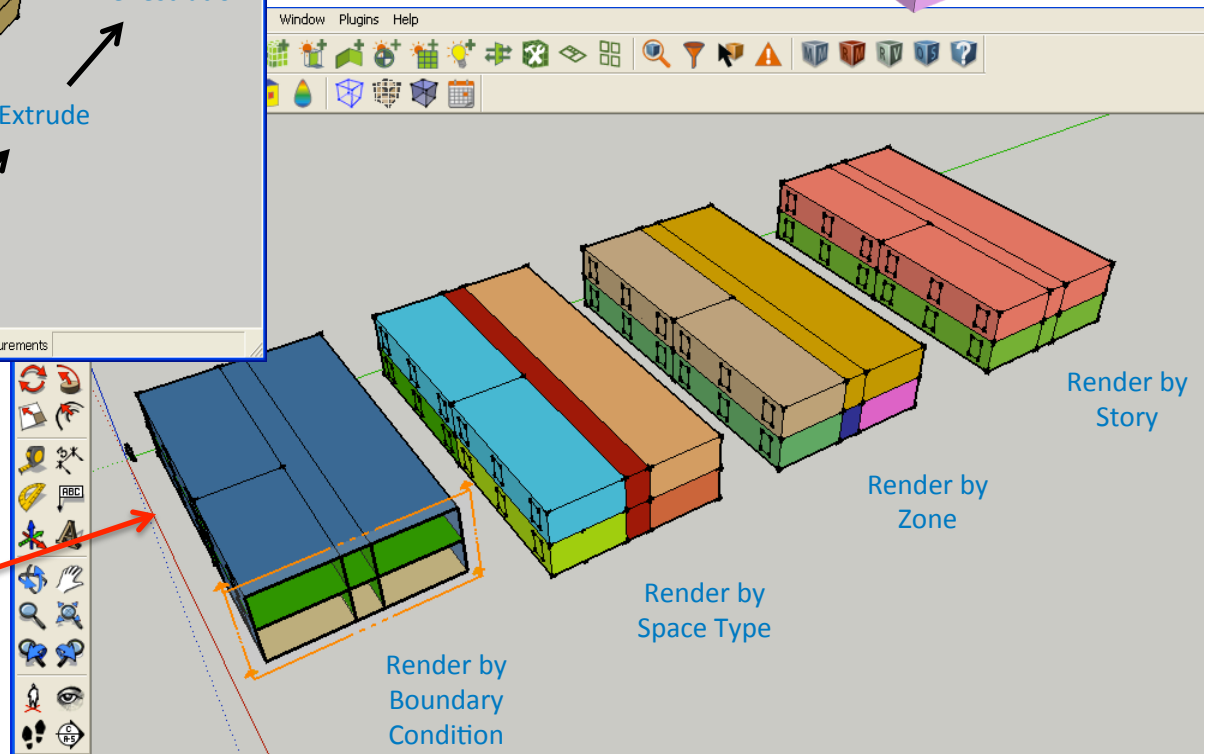 Window Plugins Help
Extrude
urements
ABC
Render by
Story
Render by
Zone
Render by
Space Type
Render by
Boundary
Condition